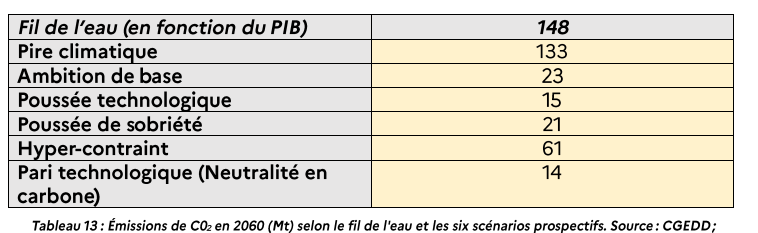 Fil de l’eau (en fonction du PIB) 148
Pire climatique 133
Ambition de base 23
Poussée technologique 15
Poussée de sobriété 21
Hyper-contraint 61
Pari technologique (Neutralité en 14
carbone)
Tableau 13 : Émissions de C0₂ en 2060 (Mt) selon le fil de l'eau et les six scénarios prospectifs. Source : CGEDD ;